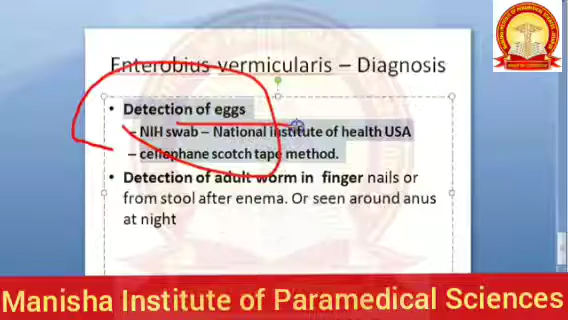 Enterobius vermicularis – Diagnosis
• Detection of eggs
– NIH swab – National institute of health USA
– cellophane scotch tape method.
• Detection of adult worm in finger nails or
from stool after enema. Or seen around anus
at night
Manisha Institute of Paramedical Sciences